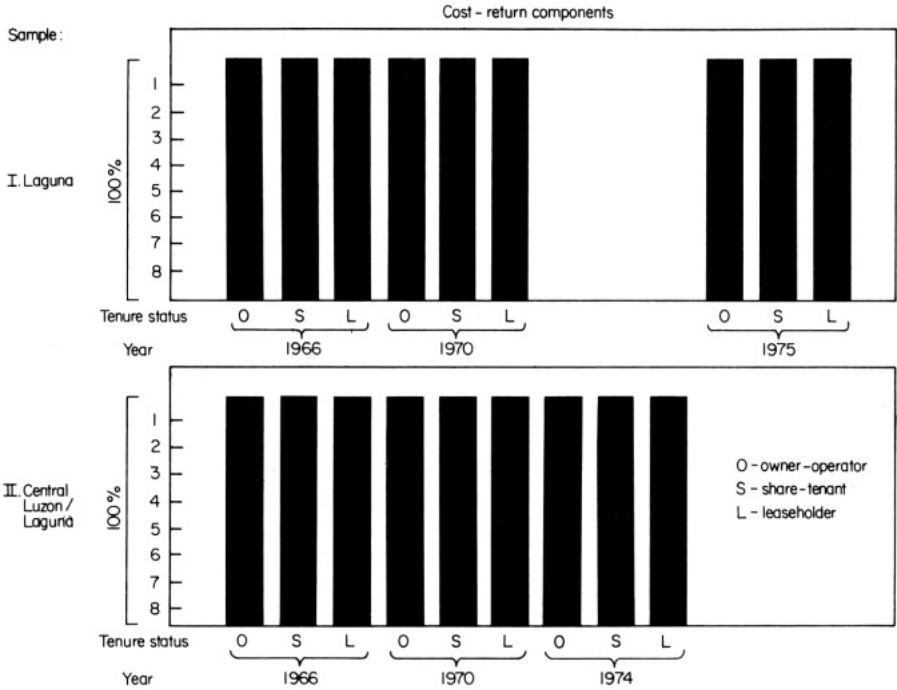 Cost – return components
Sample :
I. Laguna
100%
1
2
3
4
5
6
7
8
Tenure status O S L O S L O S L
Year 1966 1970 1975
II. Central
Luzon /
Laguna
100%
1
2
3
4
5
6
7
8
O – owner – operator
S – share – tenant
L – leaseholder
Tenure status O S L O S L O S L
Year 1966 1970 1974